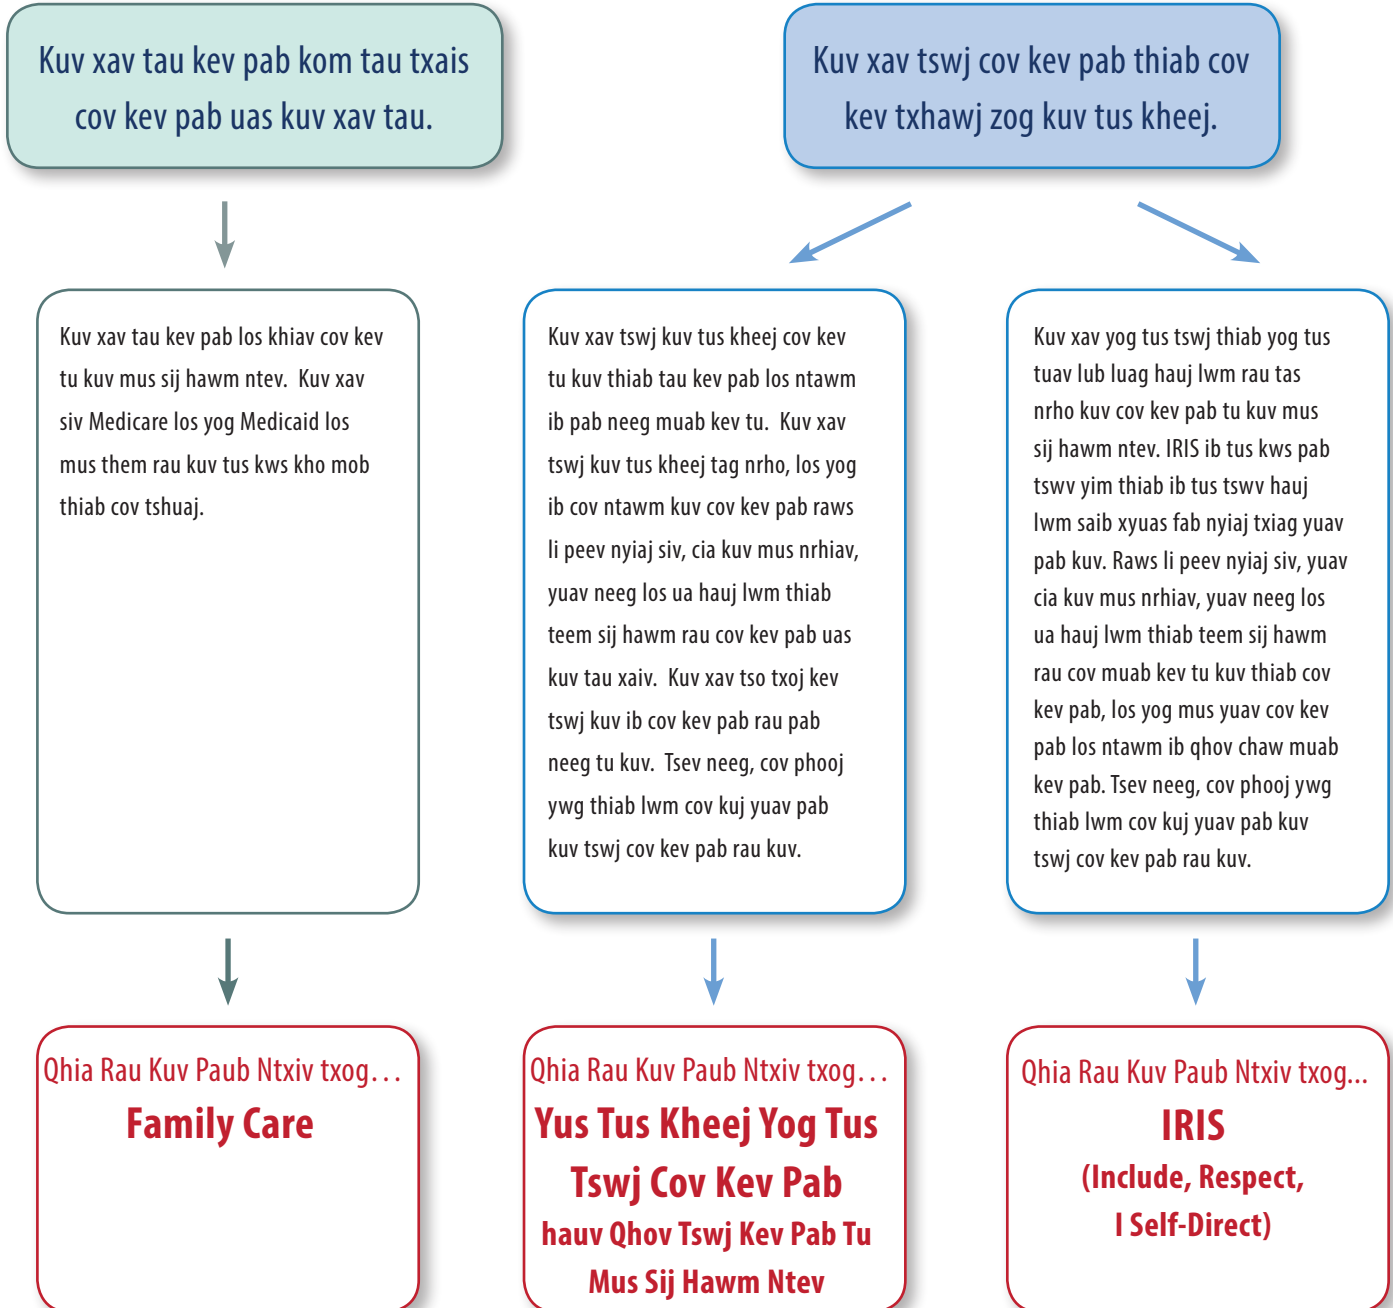 Kuv xav tau kev pab kom tau txais
cov kev pab uas kuv xav tau.
Kuv xav tswj cov kev pab thiab cov
kev txhawj zog kuv tus kheej.
Kuv xav tau kev pab los khiav cov kev
tu kuv mus sij hawm ntev.  Kuv xav
siv Medicare los yog Medicaid los
mus them rau kuv tus kws kho mob
thiab cov tshuaj.
Kuv xav tswj kuv tus kheej cov kev
tu kuv thiab tau kev pab los ntawm
ib pab neeg muab kev tu.  Kuv xav
tswj kuv tus kheej tag nrho, los yog
ib cov ntawm kuv cov kev pab raws
li peev nyiaj siv, cia kuv mus nrhiav,
yuav neeg los ua hauj lwm thiab
teem sij hawm rau cov kev pab uas
kuv tau xaiv.  Kuv xav tso txoj kev
tswj kuv ib cov kev pab rau pab
neeg tu kuv.  Tsev neeg, cov phooj
ywg thiab lwm cov kuj yuav pab
kuv tswj cov kev pab rau kuv.
Kuv xav yog tus tswj thiab yog tus
tuav lub luag hauj lwm rau tas
nrho kuv cov kev pab tu kuv mus
sij hawm ntev. IRIS ib tus kws pab
tswv yim thiab ib tus tswv hauj
lwm saib xyuas fab nyiaj txiag yuav
pab kuv. Raws li peev nyiaj siv, yuav
cia kuv mus nrhiav, yuav neeg los
ua hauj lwm thiab teem sij hawm
rau cov muab kev tu kuv thiab cov
kev pab, los yog mus yuav cov kev
pab los ntawm ib qhov chaw muab
kev pab. Tsev neeg, cov phooj ywg
thiab lwm cov kuj yuav pab kuv
tswj cov kev pab rau kuv.
Qhia Rau Kuv Paub Ntxiv txog…
Family Care
Qhia Rau Kuv Paub Ntxiv txog…
Yus Tus Kheej Yog Tus
Tswj Cov Kev Pab
hauv Qhov Tswj Kev Pab Tu
Mus Sij Hawm Ntev
Qhia Rau Kuv Paub Ntxiv txog...
IRIS
(Include, Respect,
I Self-Direct)